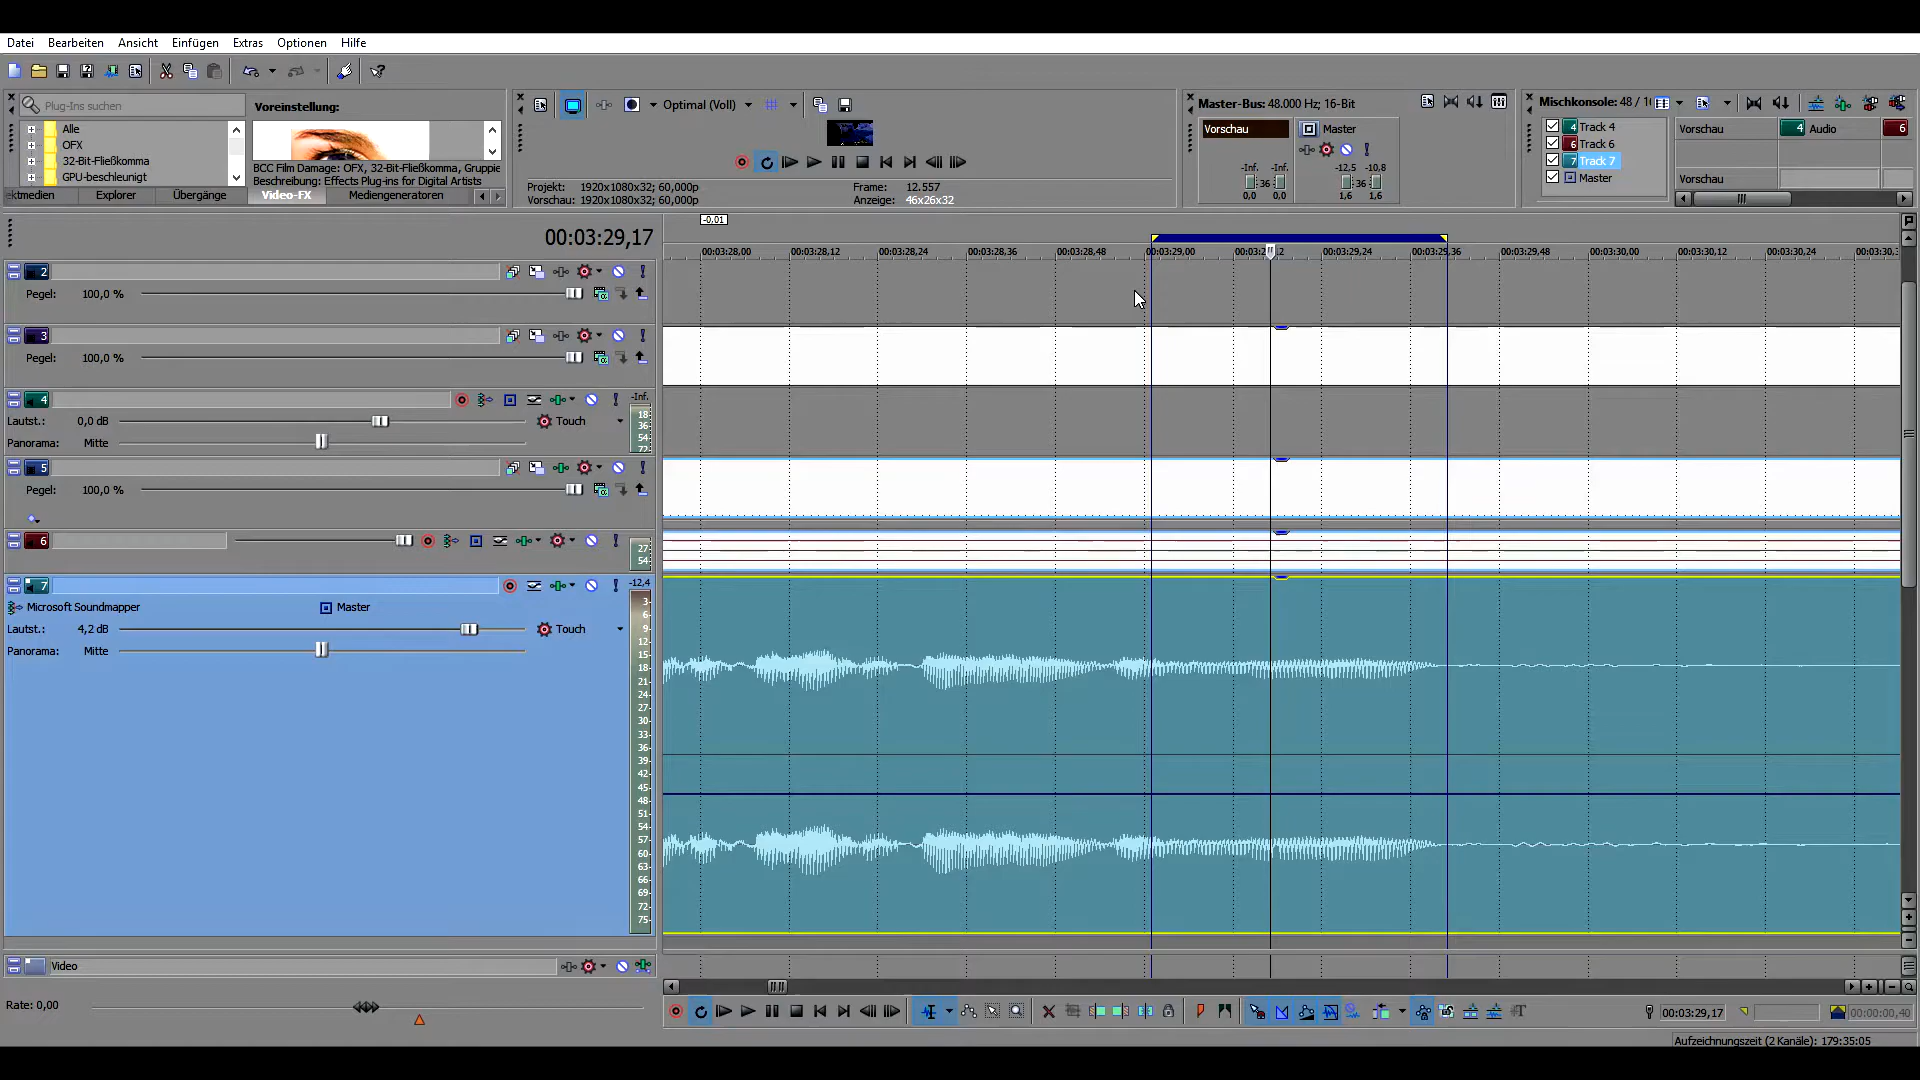 Datei Bearbeiten Ansicht Einfügen Extras Optionen Hilfe
Plug-Ins suchen
Voreinstellung:
Alle
OFX
32-Bit-Fließkomma
GPU-beschleunigt
BCC Film Damage: OFX, 32-Bit-Fließkomma, Gruppie
Beschreibung: Effects Plug-ins for Digital Artists
ektmedien Explorer Übergänge Video-FX Mediengeneratoren
Optimal (Voll)
Projekt: 1920x1080x32; 60,000p Frame: 12.557
Vorschau: 1920x1080x32; 60,000p Anzeige: 46x26x32
Master-Bus: 48.000 Hz; 16-Bit
Vorschau
Master
-Inf. -Inf. -12,5 -10,8
36 36
0,0 0,0 1,6 1,6
Mischkonsole: 48 / 1
4 Track 4
6 Track 6
7 Track 7
Master
Vorschau 4 Audio 6
Vorschau
00:03:29,17
-0.01
00:03:28,00 00:03:28,12 00:03:28,24 00:03:28,36 00:03:28,48 00:03:29,00 00:03:29,12 00:03:29,24 00:03:29,36 00:03:29,48 00:03:30,00 00:03:30,12 00:03:30,24 00:03:30,3
2
Pegel: 100,0 %
3
Pegel: 100,0 %
4 -Inf.
Lautst.: 0,0 dB Touch
Panorama: Mitte
18
36
54
72
5
Pegel: 100,0 %
6
27
54
7 -12,4
Microsoft Soundmapper Master
Lautst.: 4,2 dB Touch
Panorama: Mitte
3
6
9
12
15
18
21
24
27
30
33
36
39
42
45
48
51
54
57
60
63
66
69
72
75
Video
Rate: 0,00
00:03:29,17 00:00:00,40
Aufzeichnungszeit (2 Kanäle): 179:35:05